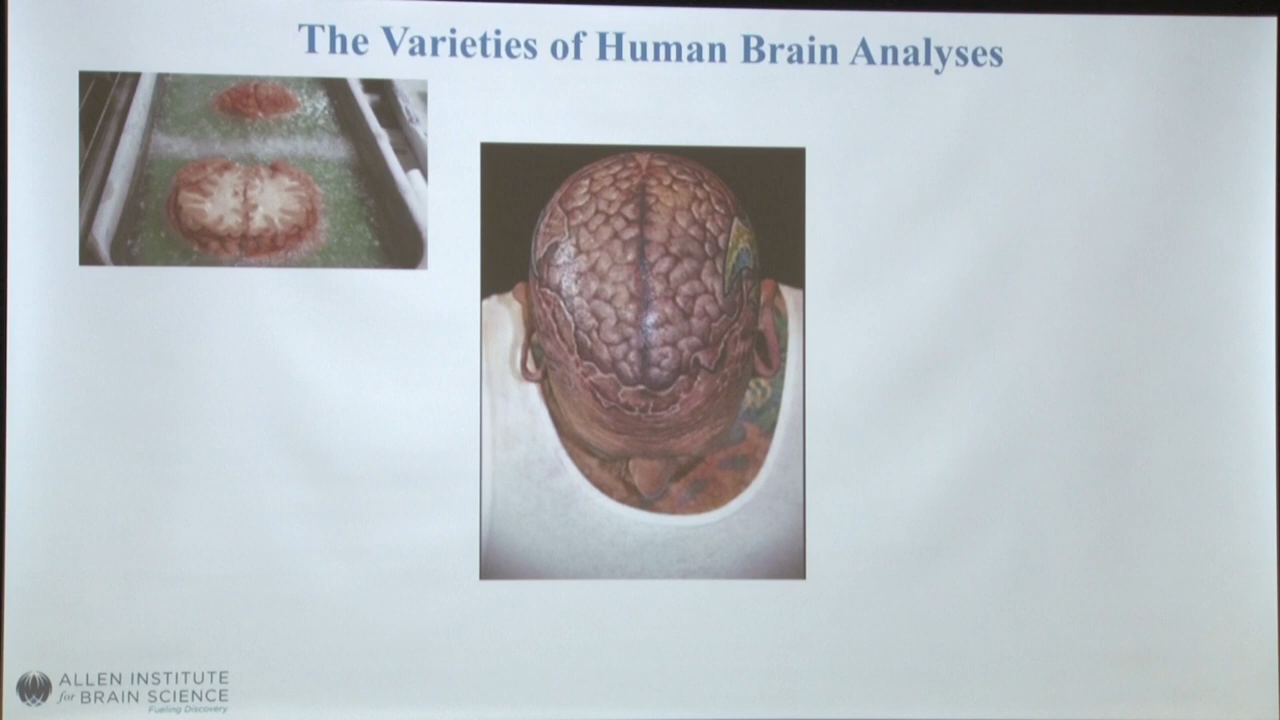 The Varieties of Human Brain Analyses
ALLEN INSTITUTE
for BRAIN SCIENCE
Fueling Discovery